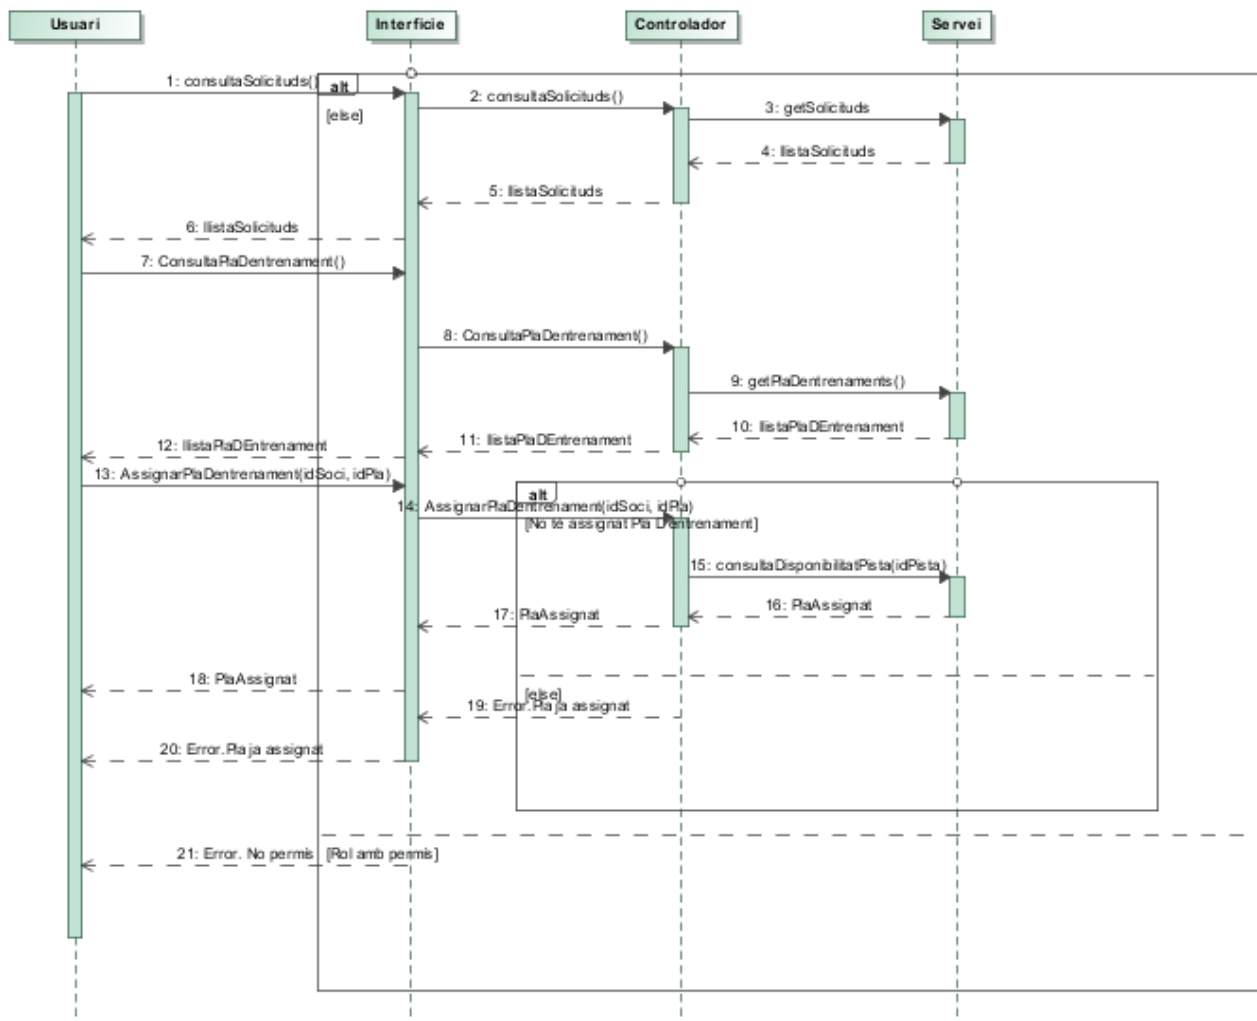 Usuari
Interfície
Controlador
Servei
1: consultaSolicituds()
alt
[else]
2: consultaSolicituds()
3: getSolicituds
4: llistaSolicituds
5: llistaSolicituds
6: llistaSolicituds
7: ConsultaPlaDentrenament()
8: ConsultaPlaDentrenament()
9: getPlaDentrenaments()
10: llistaPlaDEntrenament
11: llistaPlaDEntrenament
12: llistaPlaDEntrenament
13: AssignarPlaDentrenament(idSoci, idPla)
alt
14: AssignarPlaDentrenament(idSoci, idPla)
[No té assignat Pla D'entrenament]
15: consultaDisponibilitatPista(idPista)
16: PlaAssignat
17: PlaAssignat
18: PlaAssignat
[else]
19: Error.Pla ja assignat
20: Error.Pla ja assignat
21: Error. No permis
[Rol amb permis]